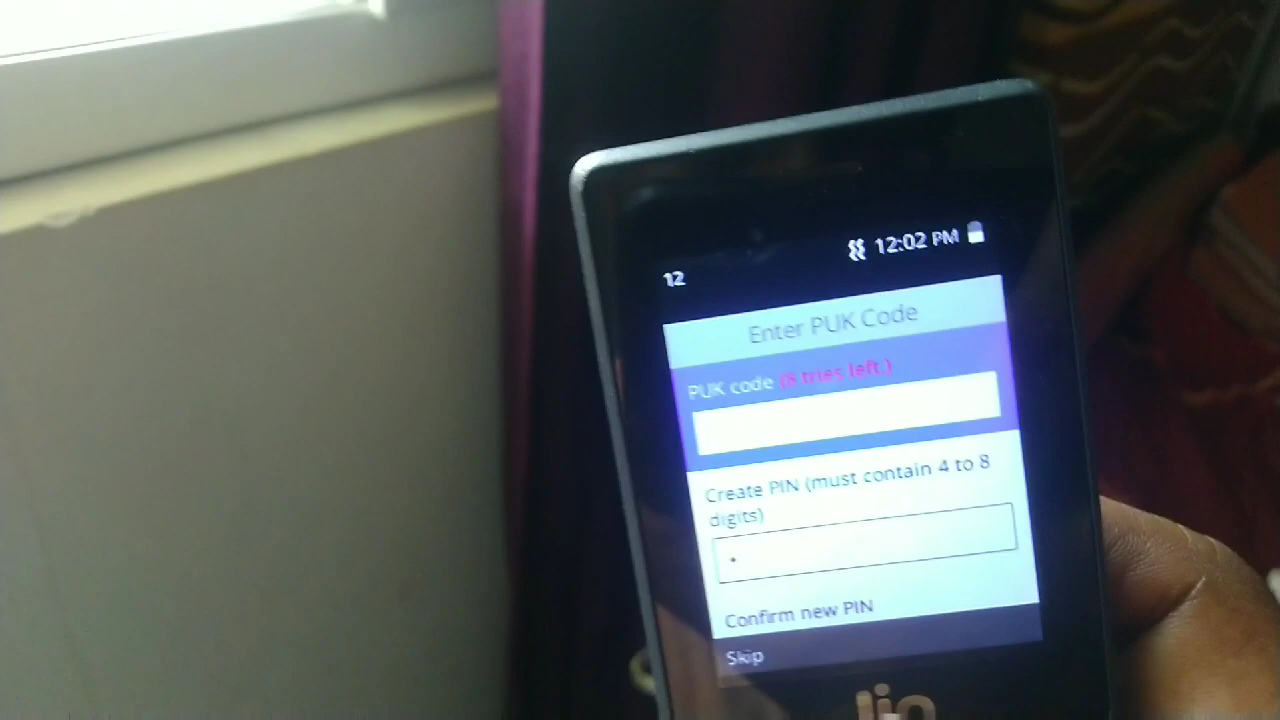 12:02 PM
12
Enter PUK Code
PUK code (8 tries left.)
Create PIN (must contain 4 to 8
digits)
Confirm new PIN
Skip
Jio